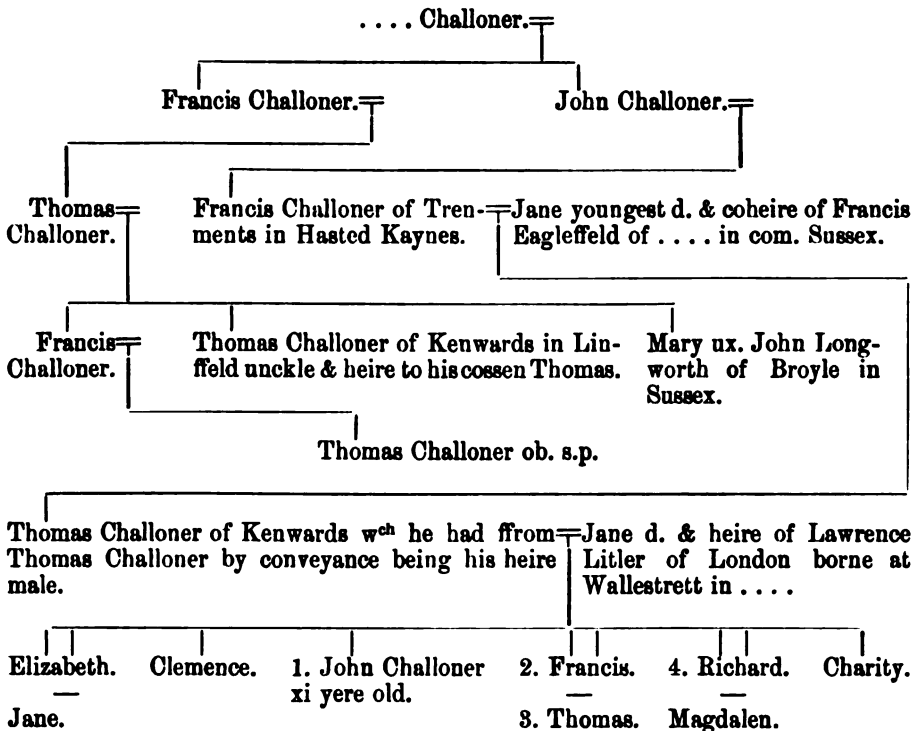 . . . . Challoner.
Francis Challoner.
John Challoner.
Thomas
Challoner.
Francis Challoner of Tren-
ments in Hasted Kaynes.
Jane youngest d. & coheire of Francis
Eagleffeld of . . . . in com. Sussex.
Francis
Challoner.
Thomas Challoner of Kenwards in Lin-
ffeld unckle & heire to his cossen Thomas.
Mary ux. John Long-
worth of Broyle in
Sussex.
Thomas Challoner ob. s.p.
Thomas Challoner of Kenwards wᶜʰ he had ffrom
Thomas Challoner by conveyance being his heire
male.
Jane d. & heire of Lawrence
Litler of London borne at
Wallestrett in . . . .
Elizabeth.
Jane.
Clemence.
1. John Challoner
xi yere old.
2. Francis.
3. Thomas.
4. Richard.
Magdalen.
Charity.